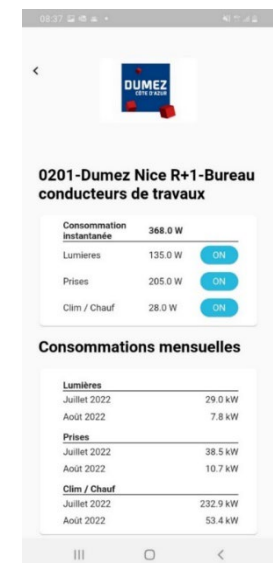 08:37
DUMEZ
CÔTE D'AZUR
0201-Dumez Nice R+1-Bureau
conducteurs de travaux
Consommation
instantanée 368.0 W
Lumieres 135.0 W ON
Prises 205.0 W ON
Clim / Chauf 28.0 W ON
Consommations mensuelles
Lumières
Juillet 2022 29.0 kW
Août 2022 7.8 kW
Prises
Juillet 2022 38.5 kW
Août 2022 10.7 kW
Clim / Chauf
Juillet 2022 232.9 kW
Août 2022 53.4 kW